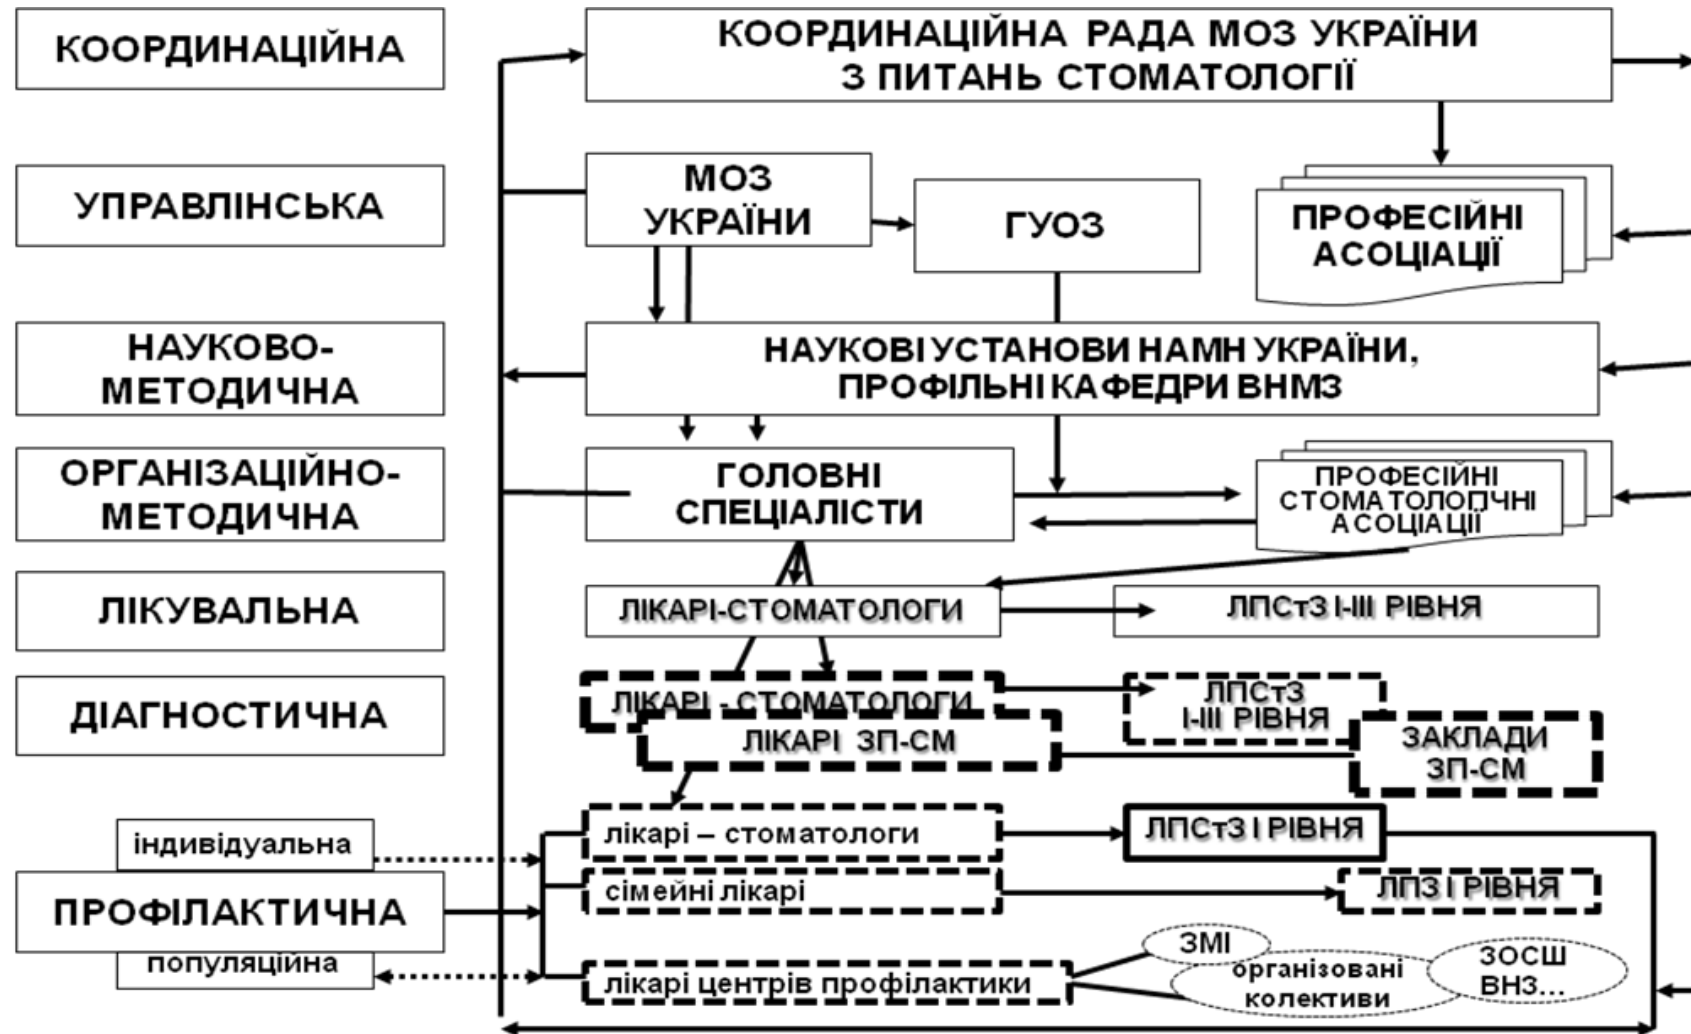 КООРДИНАЦІЙНА
КООРДИНАЦІЙНА РАДА МОЗ УКРАЇНИ
З ПИТАНЬ СТОМАТОЛОГІЇ
УПРАВЛІНСЬКА
МОЗ
УКРАЇНИ
ГУОЗ
ПРОФЕСІЙНІ
АСОЦІАЦІЇ
НАУКОВО-
МЕТОДИЧНА
НАУКОВІ УСТАНОВИ НАМН УКРАЇНИ,
ПРОФІЛЬНІ КАФЕДРИ ВНМЗ
ОРГАНІЗАЦІЙНО-
МЕТОДИЧНА
ГОЛОВНІ
СПЕЦІАЛІСТИ
ПРОФЕСІЙНІ
СТОМАТОЛОГІЧНІ
АСОЦІАЦІЇ
ЛІКУВАЛЬНА
ЛІКАРІ-СТОМАТОЛОГИ
ЛПСтЗ І-ІІІ РІВНЯ
ДІАГНОСТИЧНА
ЛІКАРІ - СТОМАТОЛОГИ
ЛІКАРІ ЗП-СМ
ЛПСтЗ
І-ІІІ РІВНЯ
ЗАКЛАДИ
ЗП-СМ
індивідуальна
ПРОФІЛАКТИЧНА
популяційна
лікарі – стоматологи
ЛПСтЗ І РІВНЯ
сімейні лікарі
ЛПЗ І РІВНЯ
лікарі центрів профілактики
ЗМІ
організовані
колективи
ЗОСШ
ВНЗ...